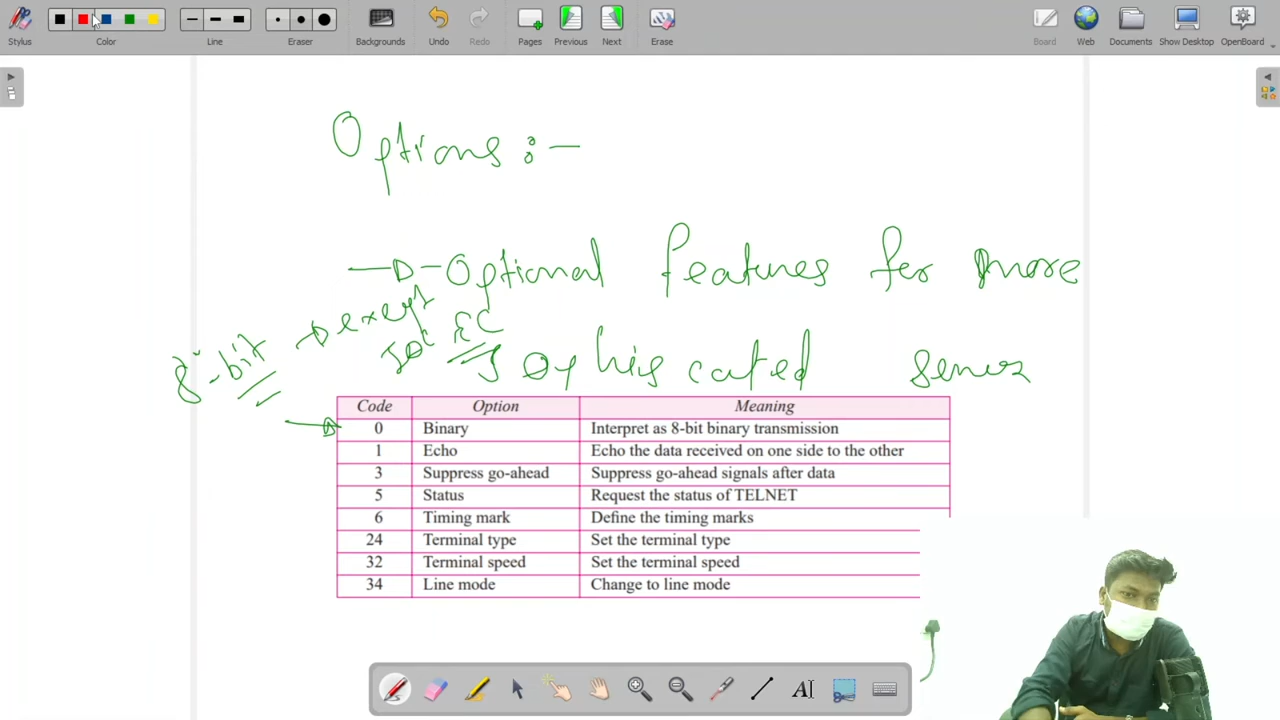 Stylus Color Line Eraser Backgrounds Undo Redo Pages Previous Next Erase Board Web Documents Show Desktop OpenBoard
Options :-
Optional features for more
8-bit except
IAC
Code Option Meaning
0 Binary Interpret as 8-bit binary transmission
1 Echo Echo the data received on one side to the other
3 Suppress go-ahead Suppress go-ahead signals after data
5 Status Request the status of TELNET
6 Timing mark Define the timing marks
24 Terminal type Set the terminal type
32 Terminal speed Set the terminal speed
34 Line mode Change to line mode